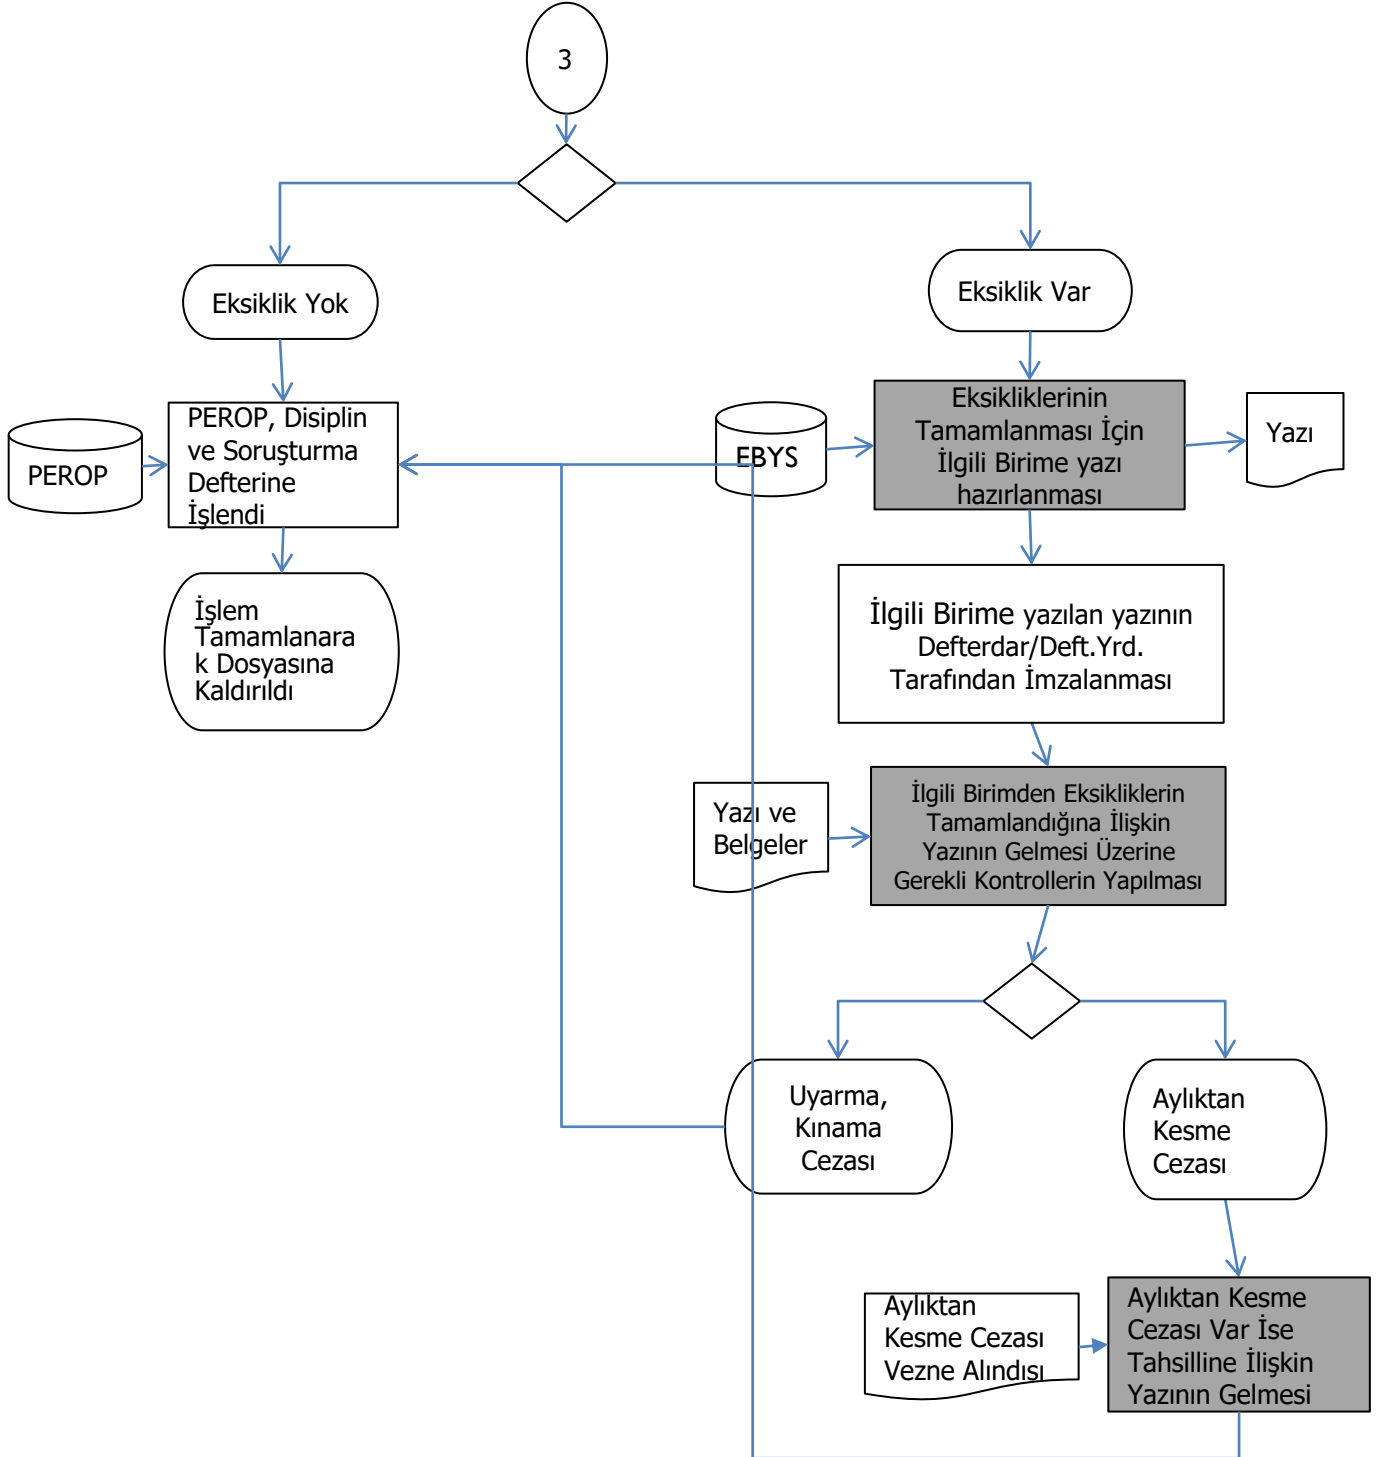 3
Eksiklik Yok
Eksiklik Var
PEROP
PEROP, Disiplin
ve Soruşturma
Defterine
İşlendi
EBYS
Eksikliklerinin
Tamamlanması İçin
İlgili Birime yazı
hazırlanması
Yazı
İşlem
Tamamlanara
k Dosyasına
Kaldırıldı
İlgili Birime yazılan yazının
Defterdar/Deft.Yrd.
Tarafından İmzalanması
Yazı ve
Belgeler
İlgili Birimden Eksikliklerin
Tamamlandığına İlişkin
Yazının Gelmesi Üzerine
Gerekli Kontrollerin Yapılması
Uyarma,
Kınama
Cezası
Aylıktan
Kesme
Cezası
Aylıktan
Kesme Cezası
Vezne Alındısı
Aylıktan Kesme
Cezası Var İse
Tahsilline İlişkin
Yazının Gelmesi